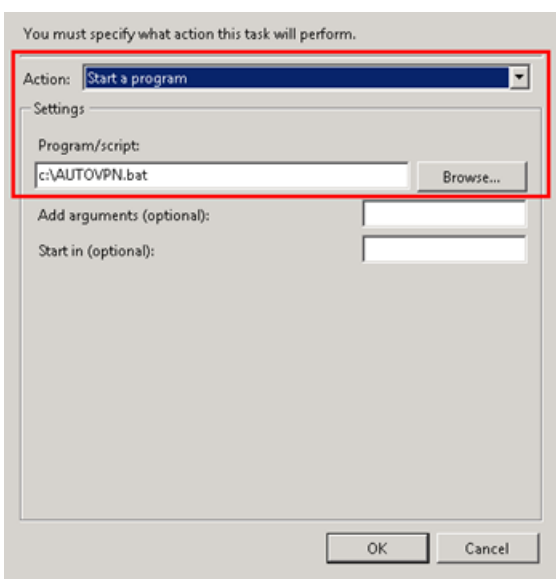 You must specify what action this task will perform.
Action: Start a program
Settings
Program/script:
c:\AUTOVPN.bat Browse...
Add arguments (optional):
Start in (optional):
OK Cancel